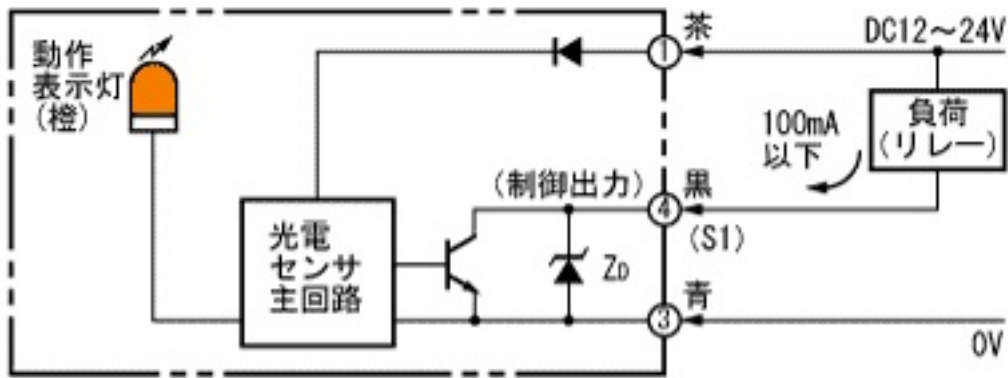 動作
表示灯
(橙)
光電
センサ
主回路
(制御出力)
ZD
① 茶
④ 黒
(S1)
③ 青
DC12～24V
100mA
以下
負荷
(リレー)
0V